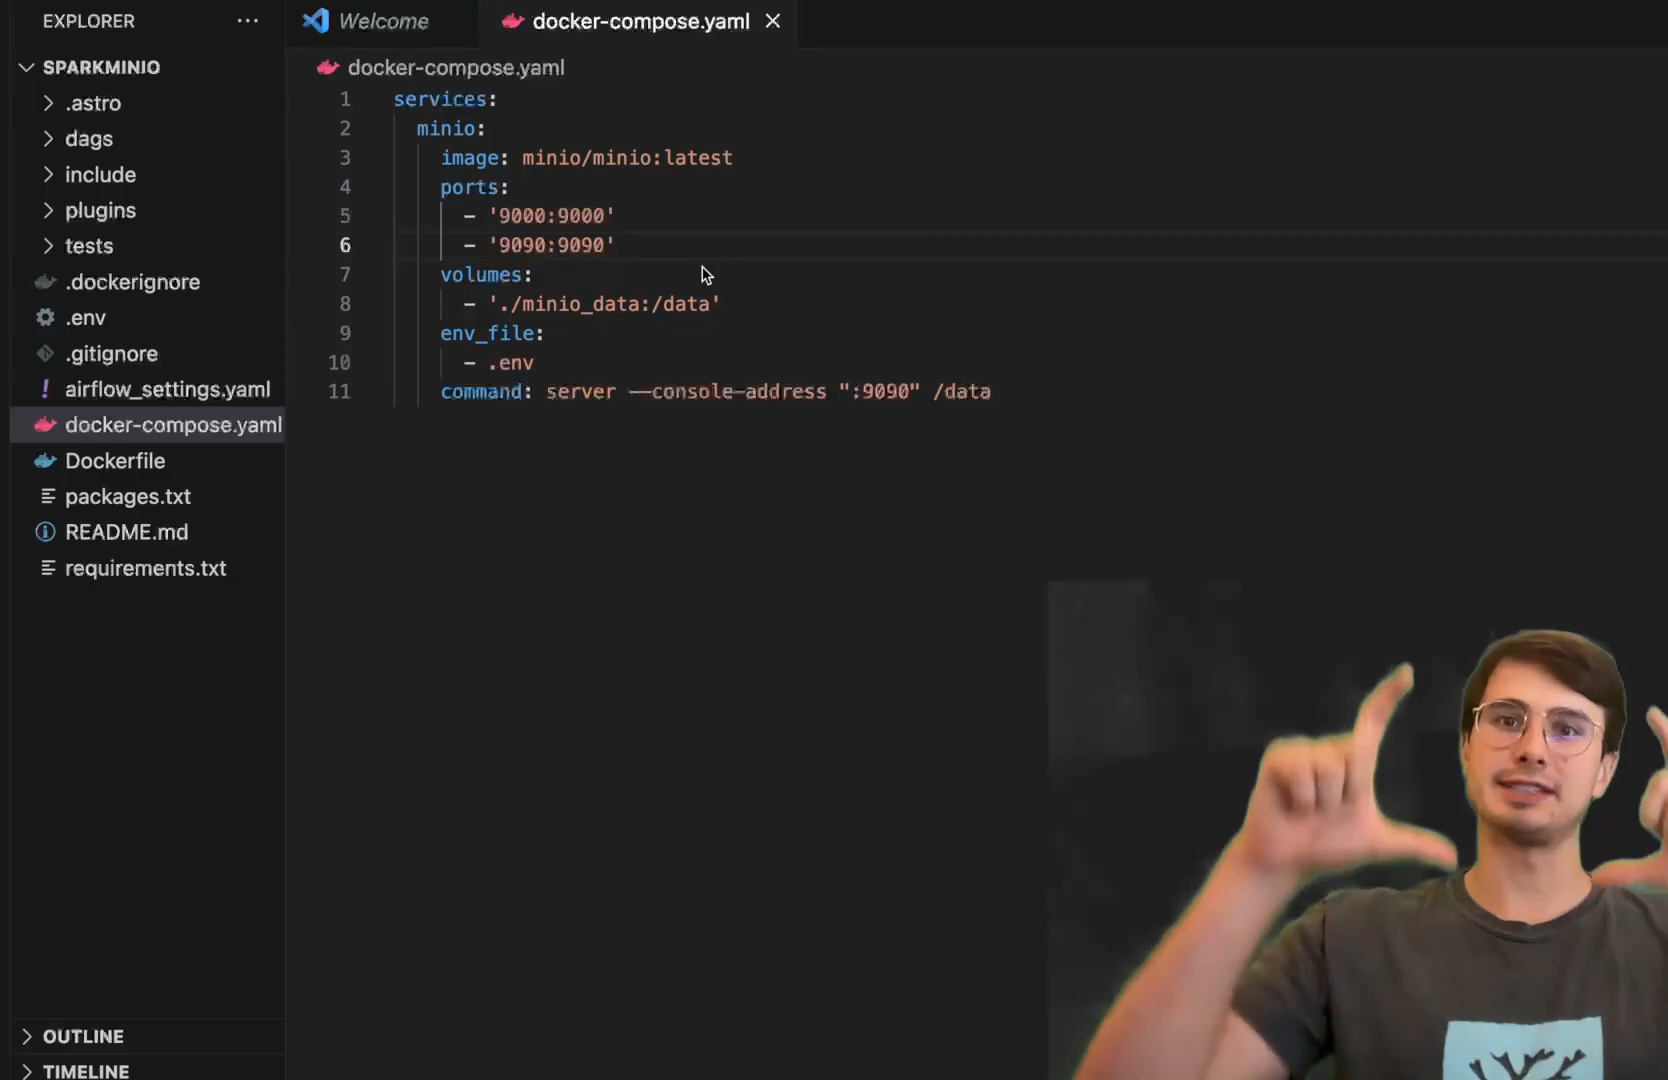 EXPLORER
SPARKMINIO
.astro
dags
include
plugins
tests
.dockerignore
.env
.gitignore
airflow_settings.yaml
docker-compose.yaml
Dockerfile
packages.txt
README.md
requirements.txt
OUTLINE
TIMELINE
Welcome
docker-compose.yaml
docker-compose.yaml
1 services:
2 minio:
3 image: minio/minio:latest
4 ports:
5 - '9000:9000'
6 - '9090:9090'
7 volumes:
8 - './minio_data:/data'
9 env_file:
10 - .env
11 command: server --console-address ":9090" /data